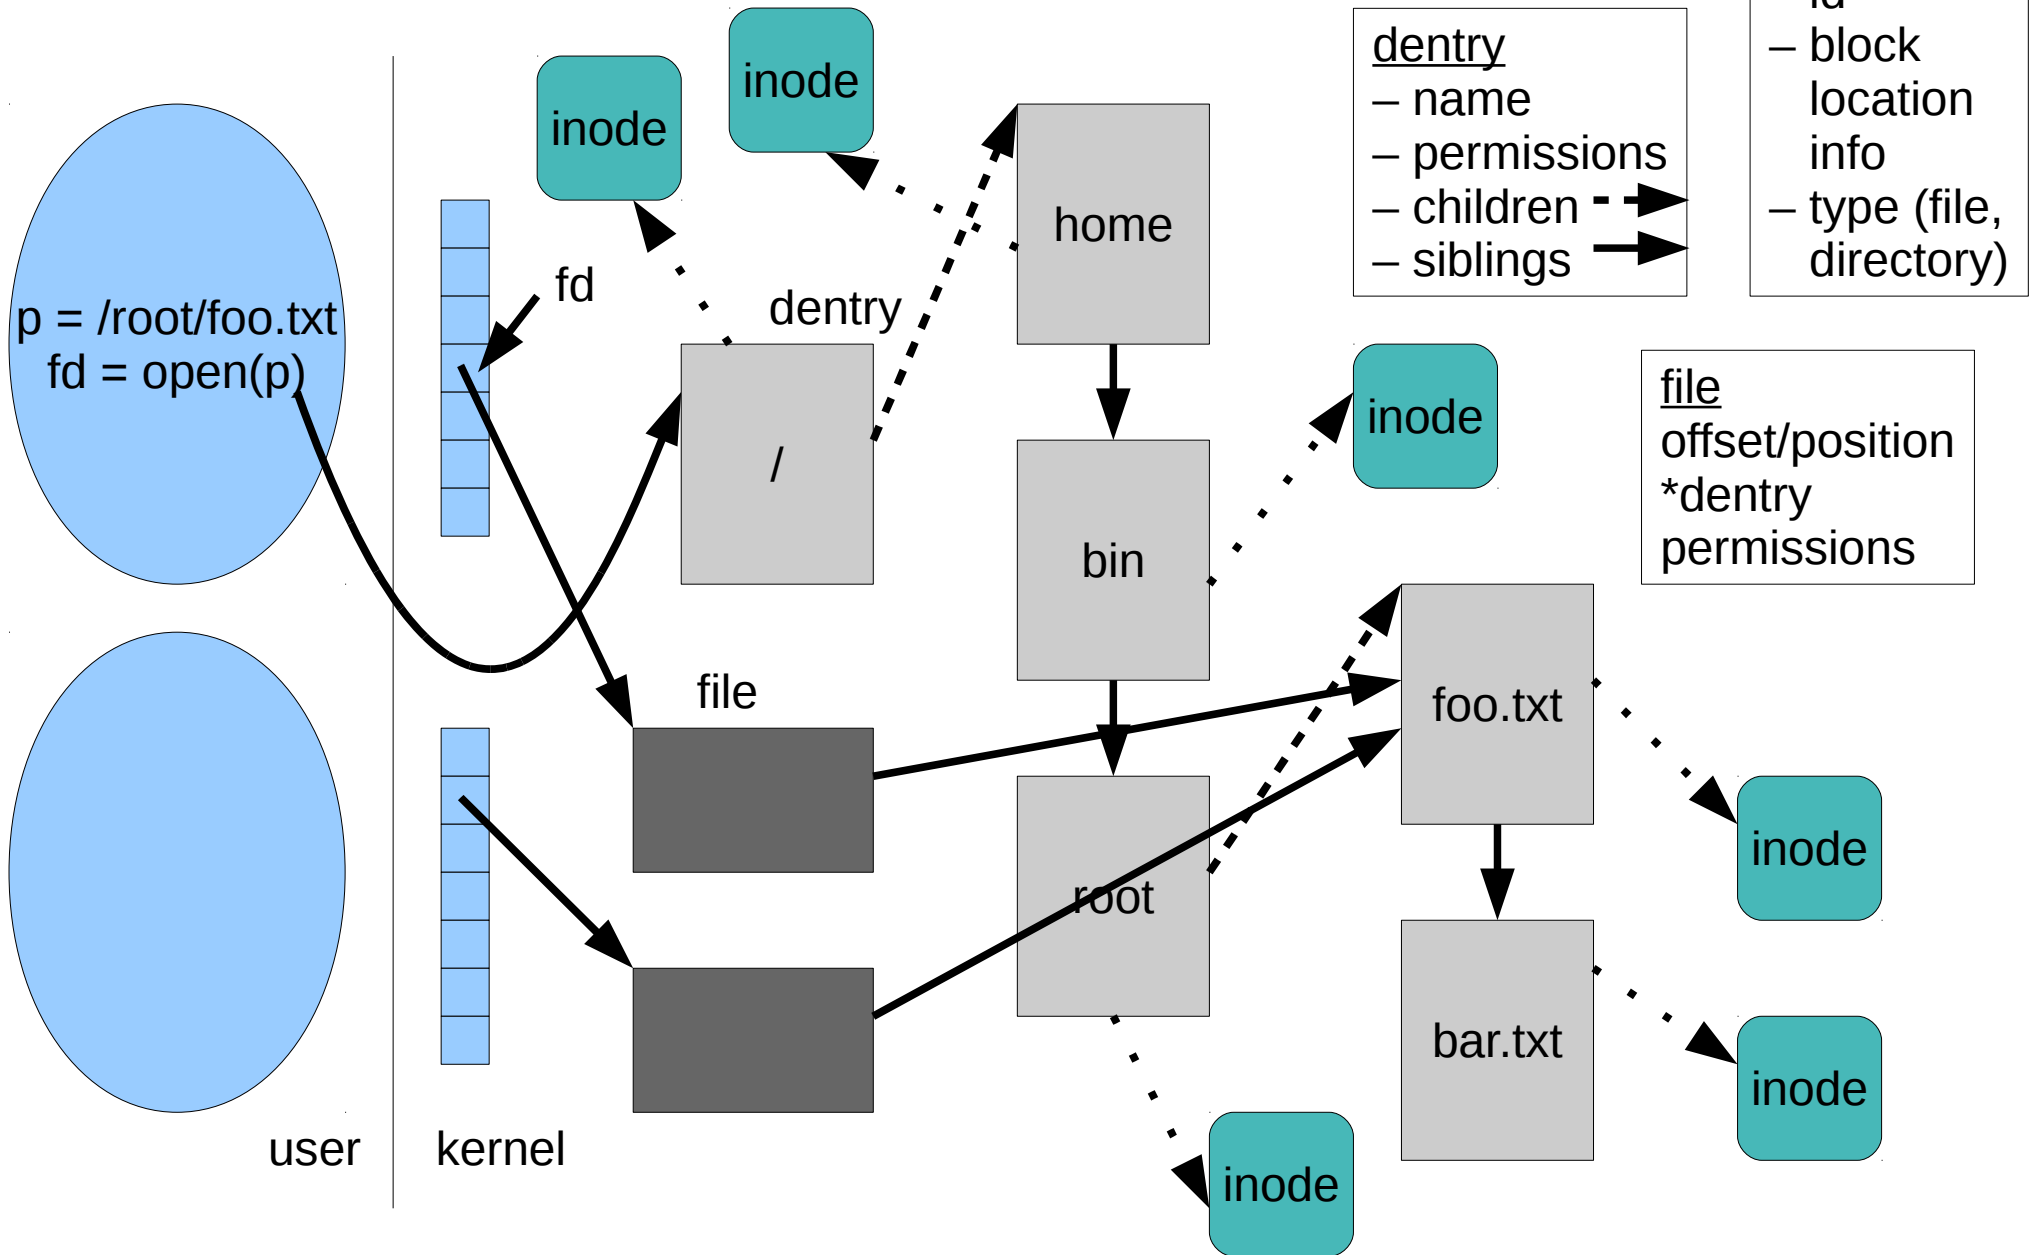 inode
inode
p = /root/foo.txt
fd = open(p)
fd
dentry
/
home
bin
root
inode
file
foo.txt
bar.txt
inode
inode
inode
user
kernel
dentry
– name
– permissions
– children
– siblings
– block
location
info
– type (file,
directory)
file
offset/position
*dentry
permissions